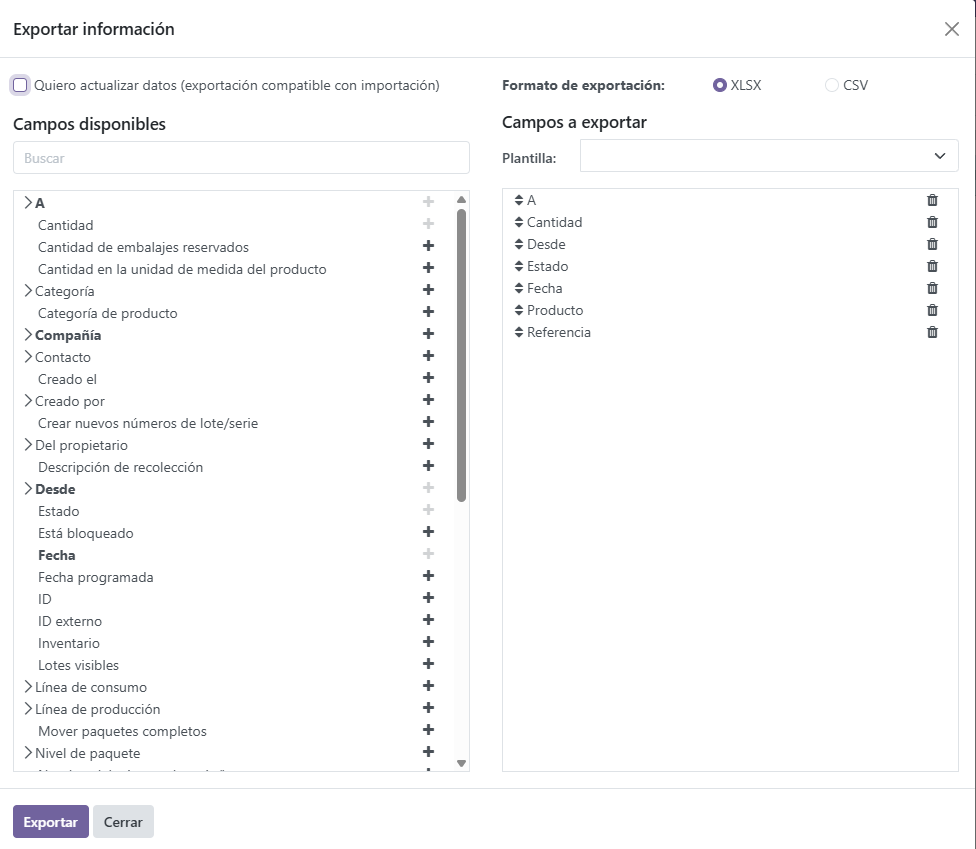 Exportar información
Quiero actualizar datos (exportación compatible con importación)
Formato de exportación:
XLSX
CSV
Campos disponibles
Buscar
A
Cantidad
Cantidad de embalajes reservados
Cantidad en la unidad de medida del producto
Categoría
Categoría de producto
Compañía
Contacto
Creado el
Creado por
Crear nuevos números de lote/serie
Del propietario
Descripción de recolección
Desde
Estado
Está bloqueado
Fecha
Fecha programada
ID
ID externo
Inventario
Lotes visibles
Línea de consumo
Línea de producción
Mover paquetes completos
Nivel de paquete
Campos a exportar
Plantilla:
A
Cantidad
Desde
Estado
Fecha
Producto
Referencia
Exportar
Cerrar